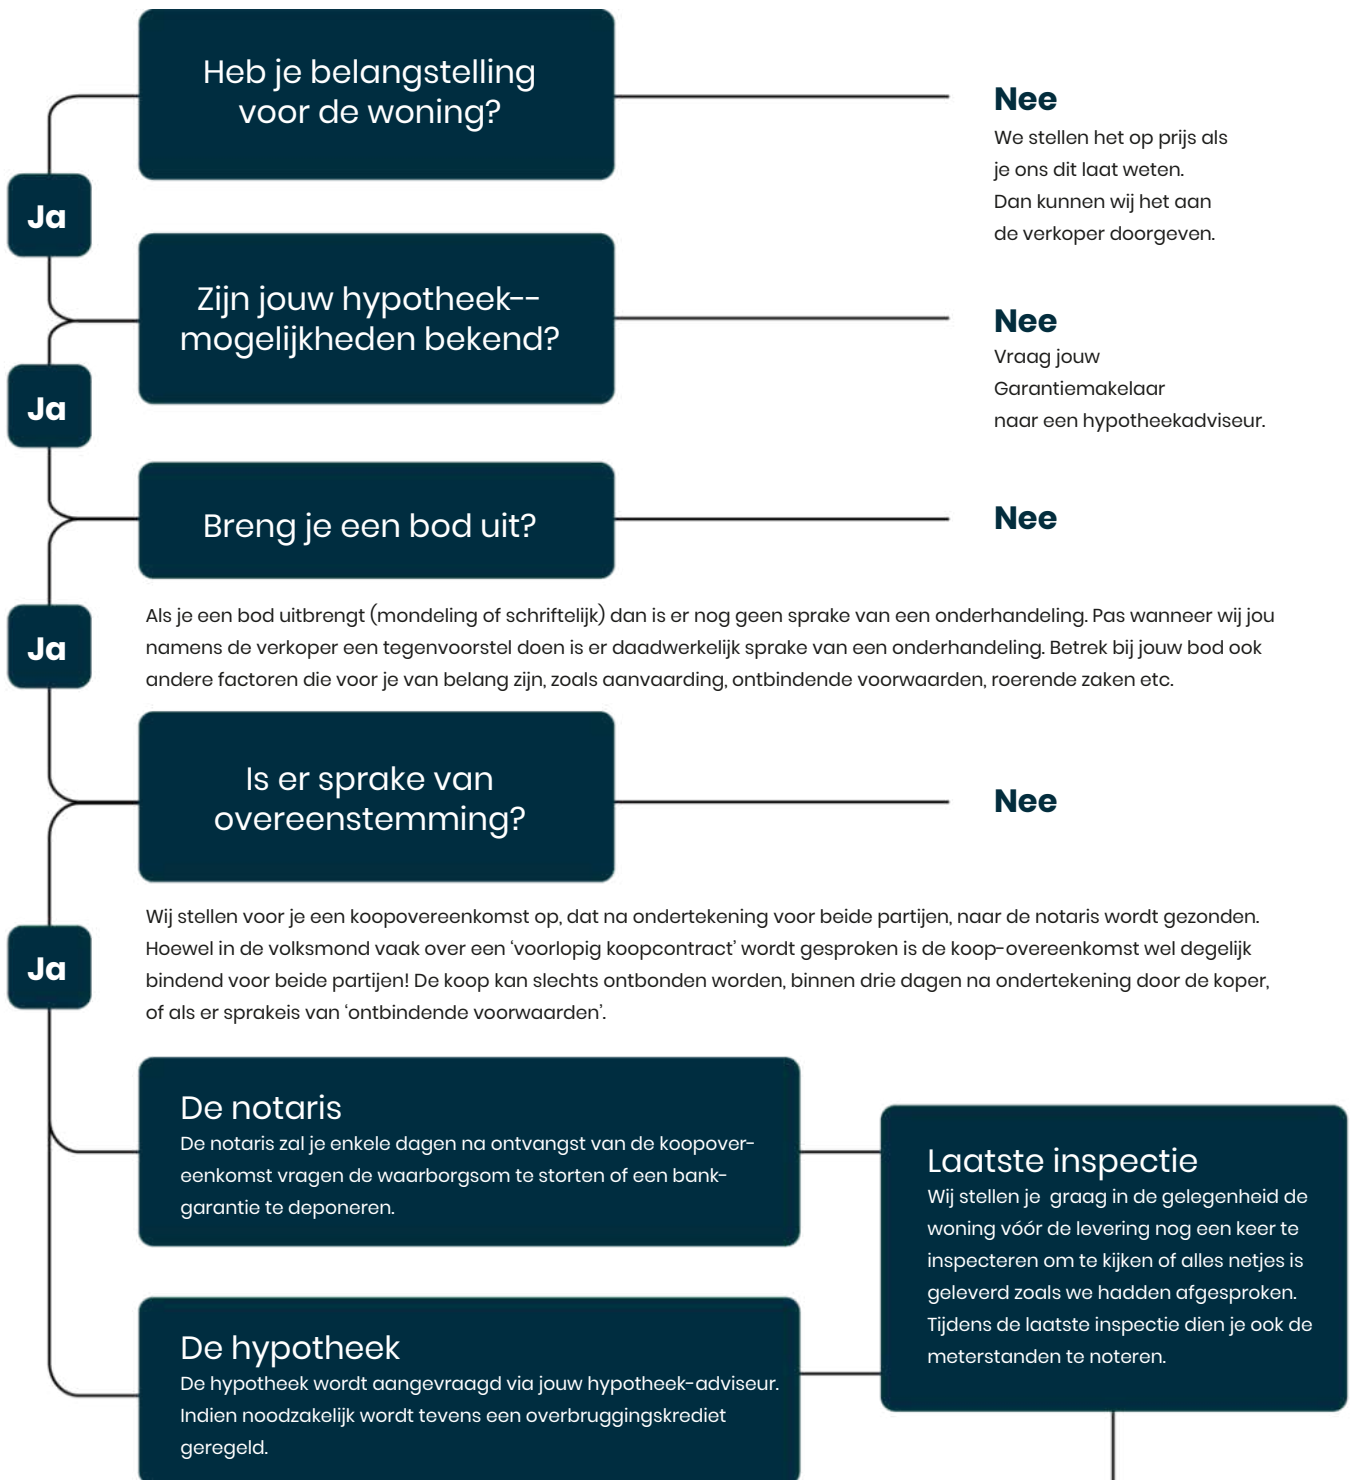 Heb je belangstelling
voor de woning?
Nee
We stellen het op prijs als
je ons dit laat weten.
Dan kunnen wij het aan
de verkoper doorgeven.
Ja
Zijn jouw hypotheek--
mogelijkheden bekend?
Nee
Vraag jouw
Garantiemakelaar
naar een hypotheekadviseur.
Ja
Breng je een bod uit?
Nee
Als je een bod uitbrengt (mondeling of schriftelijk) dan is er nog geen sprake van een onderhandeling. Pas wanneer wij jou
namens de verkoper een tegenvoorstel doen is er daadwerkelijk sprake van een onderhandeling. Betrek bij jouw bod ook
andere factoren die voor je van belang zijn, zoals aanvaarding, ontbindende voorwaarden, roerende zaken etc.
Ja
Is er sprake van
overeenstemming?
Nee
Wij stellen voor je een koopovereenkomst op, dat na ondertekening voor beide partijen, naar de notaris wordt gezonden.
Hoewel in de volksmond vaak over een ‘voorlopig koopcontract’ wordt gesproken is de koop-overeenkomst wel degelijk
bindend voor beide partijen! De koop kan slechts ontbonden worden, binnen drie dagen na ondertekening door de koper,
of als er sprakeis van ‘ontbindende voorwaarden’.
Ja
De notaris
De notaris zal je enkele dagen na ontvangst van de koopover-
eenkomst vragen de waarborgsom te storten of een bank-
garantie te deponeren.
Laatste inspectie
Wij stellen je graag in de gelegenheid de
woning vóór de levering nog een keer te
inspecteren om te kijken of alles netjes is
geleverd zoals we hadden afgesproken.
Tijdens de laatste inspectie dien je ook de
meterstanden te noteren.
De hypotheek
De hypotheek wordt aangevraagd via jouw hypotheek-adviseur.
Indien noodzakelijk wordt tevens een overbruggingskrediet
geregeld.